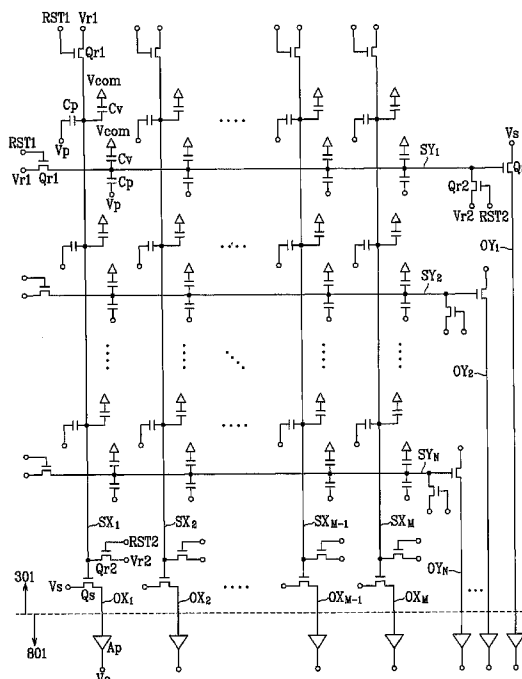 RST1 Vr1
Qr1
Vcom
Cp Cv
Vp
Vcom
RST1 Cv
Vr1 Qr1 Cp
Vp
SY1
Vs
Qr2
Vr2 RST2
OY1
SY2
OY2
SYN
SX1 SX2 SXM-1 SXM
RST2
Qr2 Vr2
OYN
Vs Qs
OX1 OX2 OXM-1 OXM
301
801
Ap